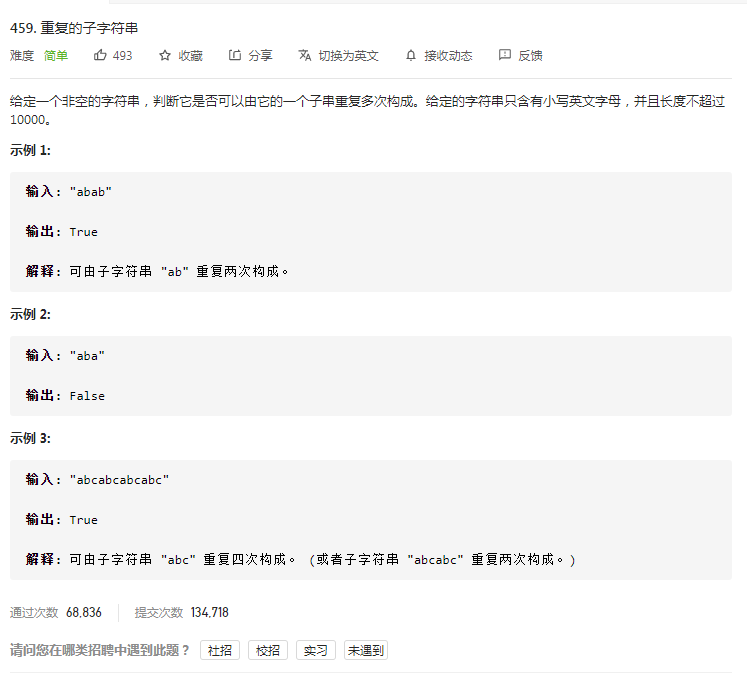 459. 重复的子字符串
难度 简单 493 收藏 分享 切换为英文 接收动态 反馈
给定一个非空的字符串，判断它是否可以由它的一个子串重复多次构成。给定的字符串只含有小写英文字母，并且长度不超过
10000。
示例 1:
输入: "abab"
输出: True
解释: 可由子字符串 "ab" 重复两次构成。
示例 2:
输入: "aba"
输出: False
示例 3:
输入: "abcabcabcabc"
输出: True
解释: 可由子字符串 "abc" 重复四次构成。 (或者子字符串 "abcabc" 重复两次构成。)
通过次数 68,836 提交次数 134,718
请问您在哪类招聘中遇到此题？ 社招 校招 实习 未遇到